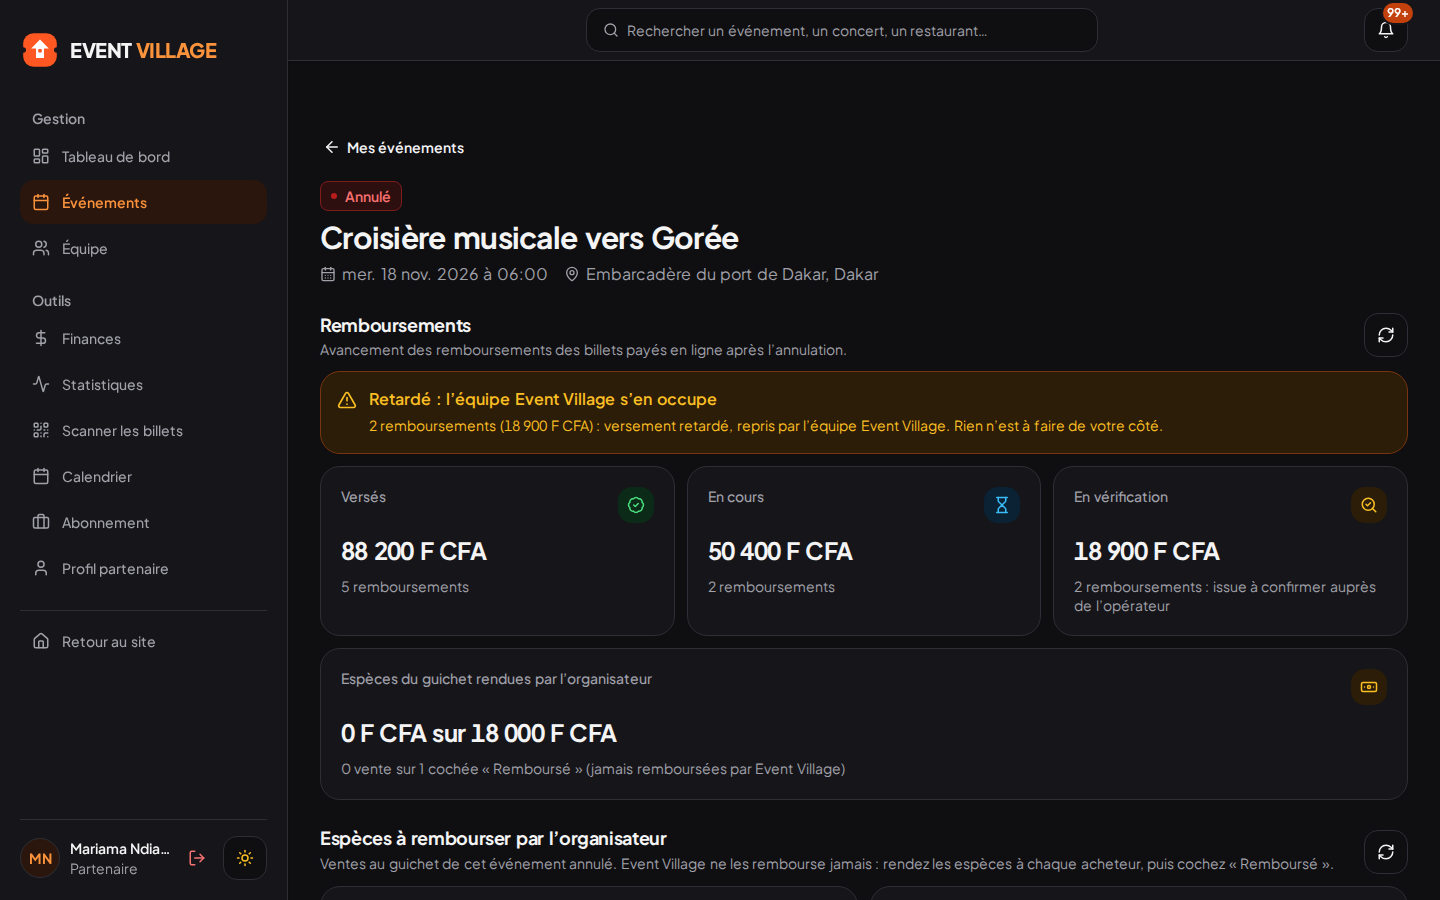 EVENT VILLAGE
Rechercher un événement, un concert, un restaurant…
99+
Gestion
Tableau de bord
Événements
Équipe
Outils
Finances
Statistiques
Scanner les billets
Calendrier
Abonnement
Profil partenaire
Retour au site
MN
Mariama Ndia…
Partenaire
Mes événements
Annulé
Croisière musicale vers Gorée
mer. 18 nov. 2026 à 06:00
Embarcadère du port de Dakar, Dakar
Remboursements
Avancement des remboursements des billets payés en ligne après l’annulation.
Retardé : l’équipe Event Village s’en occupe
2 remboursements (18 900 F CFA) : versement retardé, repris par l’équipe Event Village. Rien n’est à faire de votre côté.
Versés
88 200 F CFA
5 remboursements
En cours
50 400 F CFA
2 remboursements
En vérification
18 900 F CFA
2 remboursements : issue à confirmer auprès
de l’opérateur
Espèces du guichet rendues par l’organisateur
0 F CFA sur 18 000 F CFA
0 vente sur 1 cochée « Remboursé » (jamais remboursées par Event Village)
Espèces à rembourser par l’organisateur
Ventes au guichet de cet événement annulé. Event Village ne les rembourse jamais : rendez les espèces à chaque acheteur, puis cochez « Remboursé ».